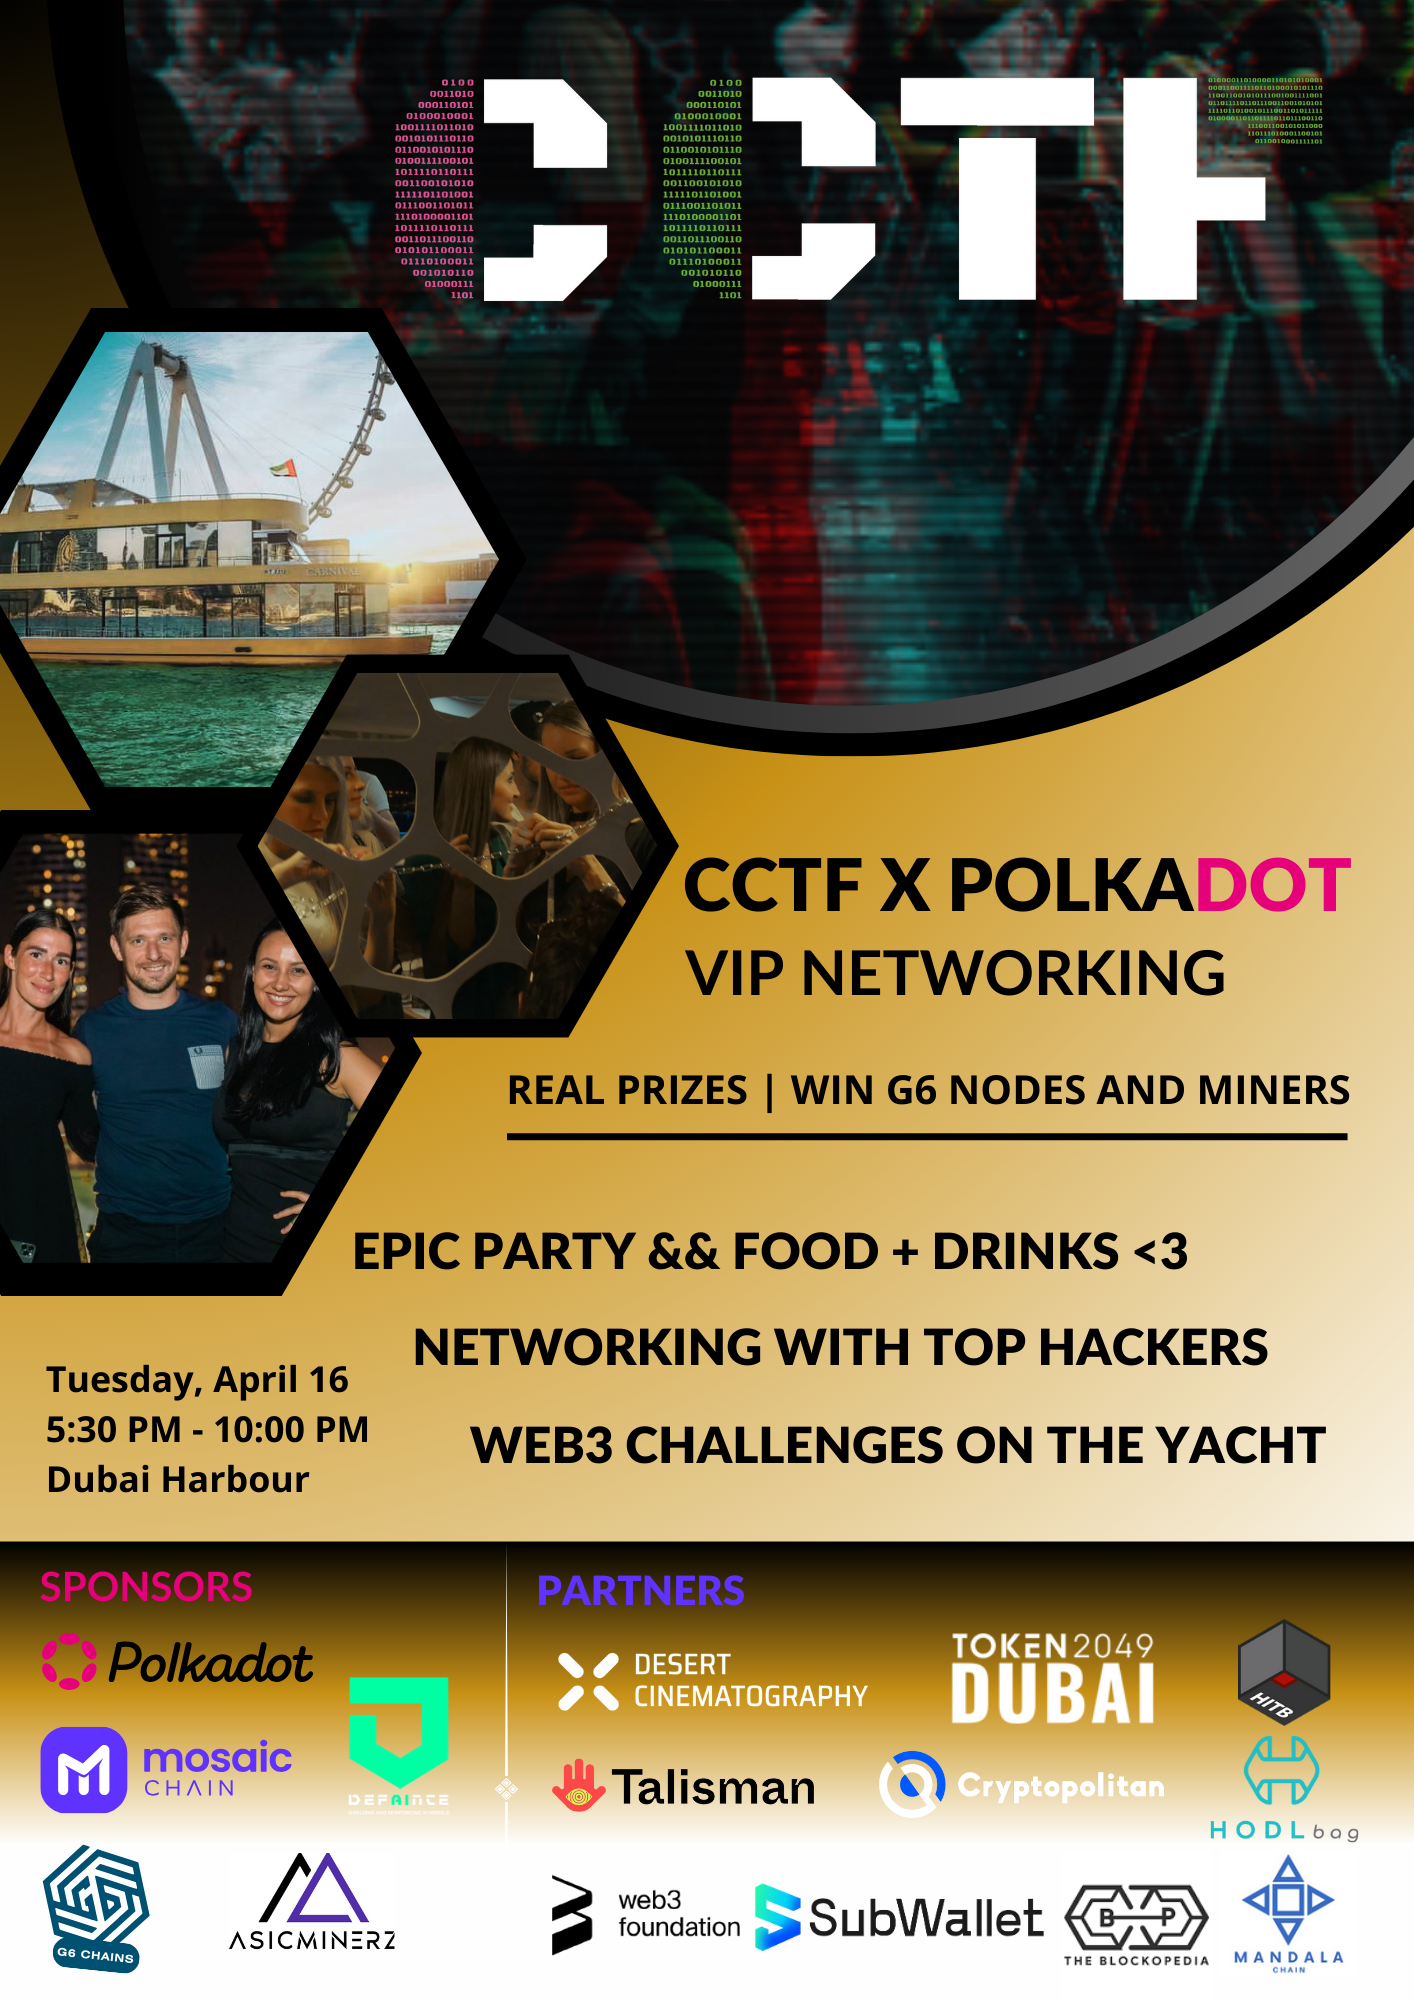 CCTF
CARNIVAL
CCTF X POLKADOT
VIP NETWORKING
REAL PRIZES | WIN G6 NODES AND MINERS
EPIC PARTY && FOOD + DRINKS <3
NETWORKING WITH TOP HACKERS
WEB3 CHALLENGES ON THE YACHT
Tuesday, April 16
5:30 PM - 10:00 PM
Dubai Harbour
SPONSORS
Polkadot
mosaic
CHAIN
DEFAINCE
G6
G6 CHAINS
ASICMINERZ
PARTNERS
DESERT
CINEMATOGRAPHY
TOKEN2049
DUBAI
HITB
Talisman
Cryptopolitan
HODL bag
web3
foundation
SubWallet
B P
THE BLOCKOPEDIA
MANDALA
CHAIN